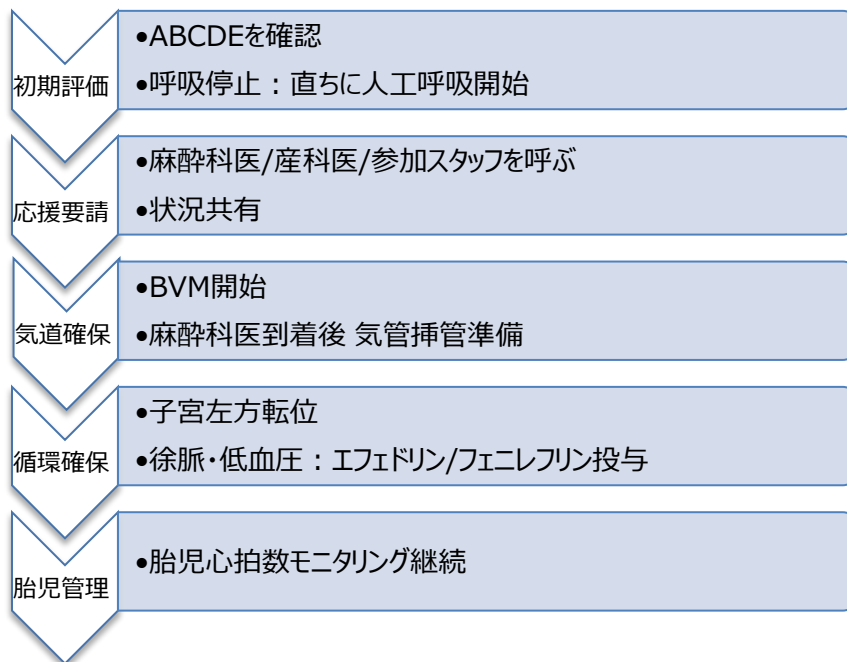 初期評価
•ABCDEを確認
•呼吸停止：直ちに人工呼吸開始
応援要請
•麻酔科医/産科医/参加スタッフを呼ぶ
•状況共有
気道確保
•BVM開始
•麻酔科医到着後 気管挿管準備
循環確保
•子宮左方転位
•徐脈・低血圧：エフェドリン/フェニレフリン投与
胎児管理
•胎児心拍数モニタリング継続